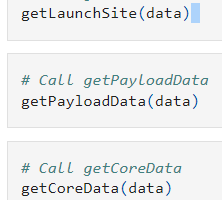 getLaunchSite(data)
# Call getPayloadData
getPayloadData(data)
# Call getCoreData
getCoreData(data)